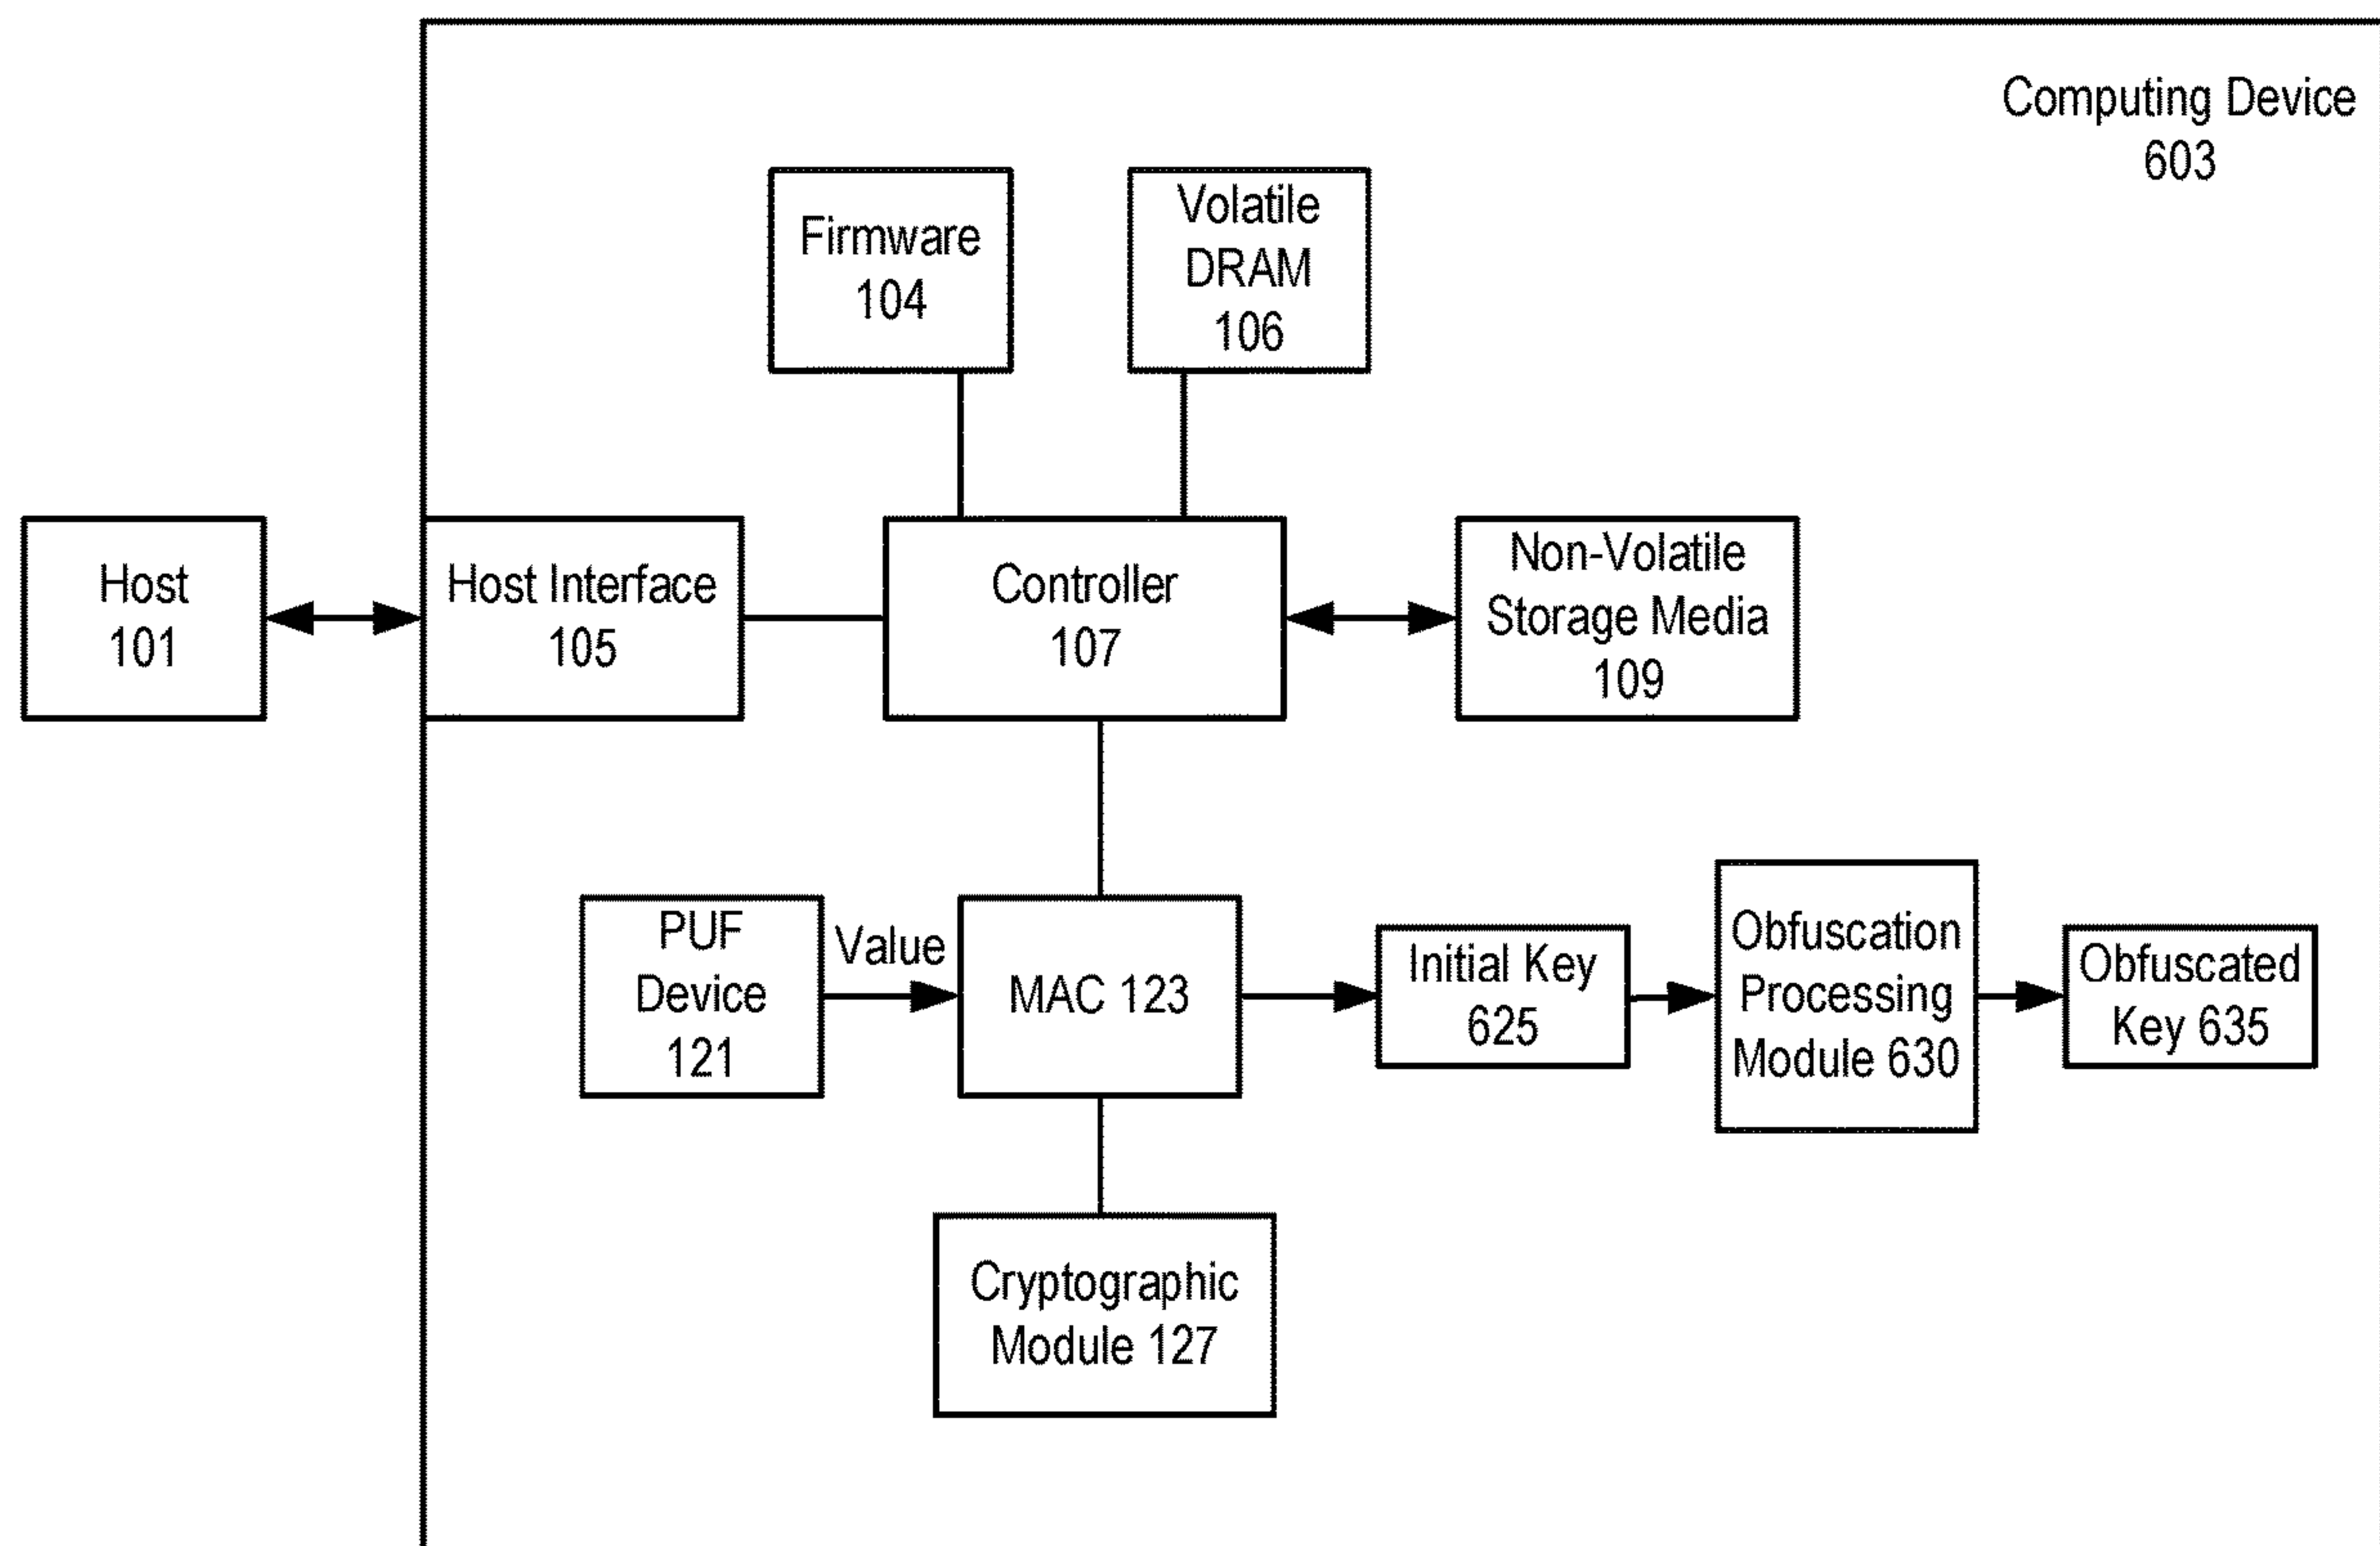 Computing Device
603
Firmware
104
Volatile
DRAM
106
Host
101
Host Interface
105
Controller
107
Non-Volatile
Storage Media
109
PUF
Device
121
Value
MAC 123
Initial Key
625
Obfuscation
Processing
Module 630
Obfuscated
Key 635
Cryptographic
Module 127